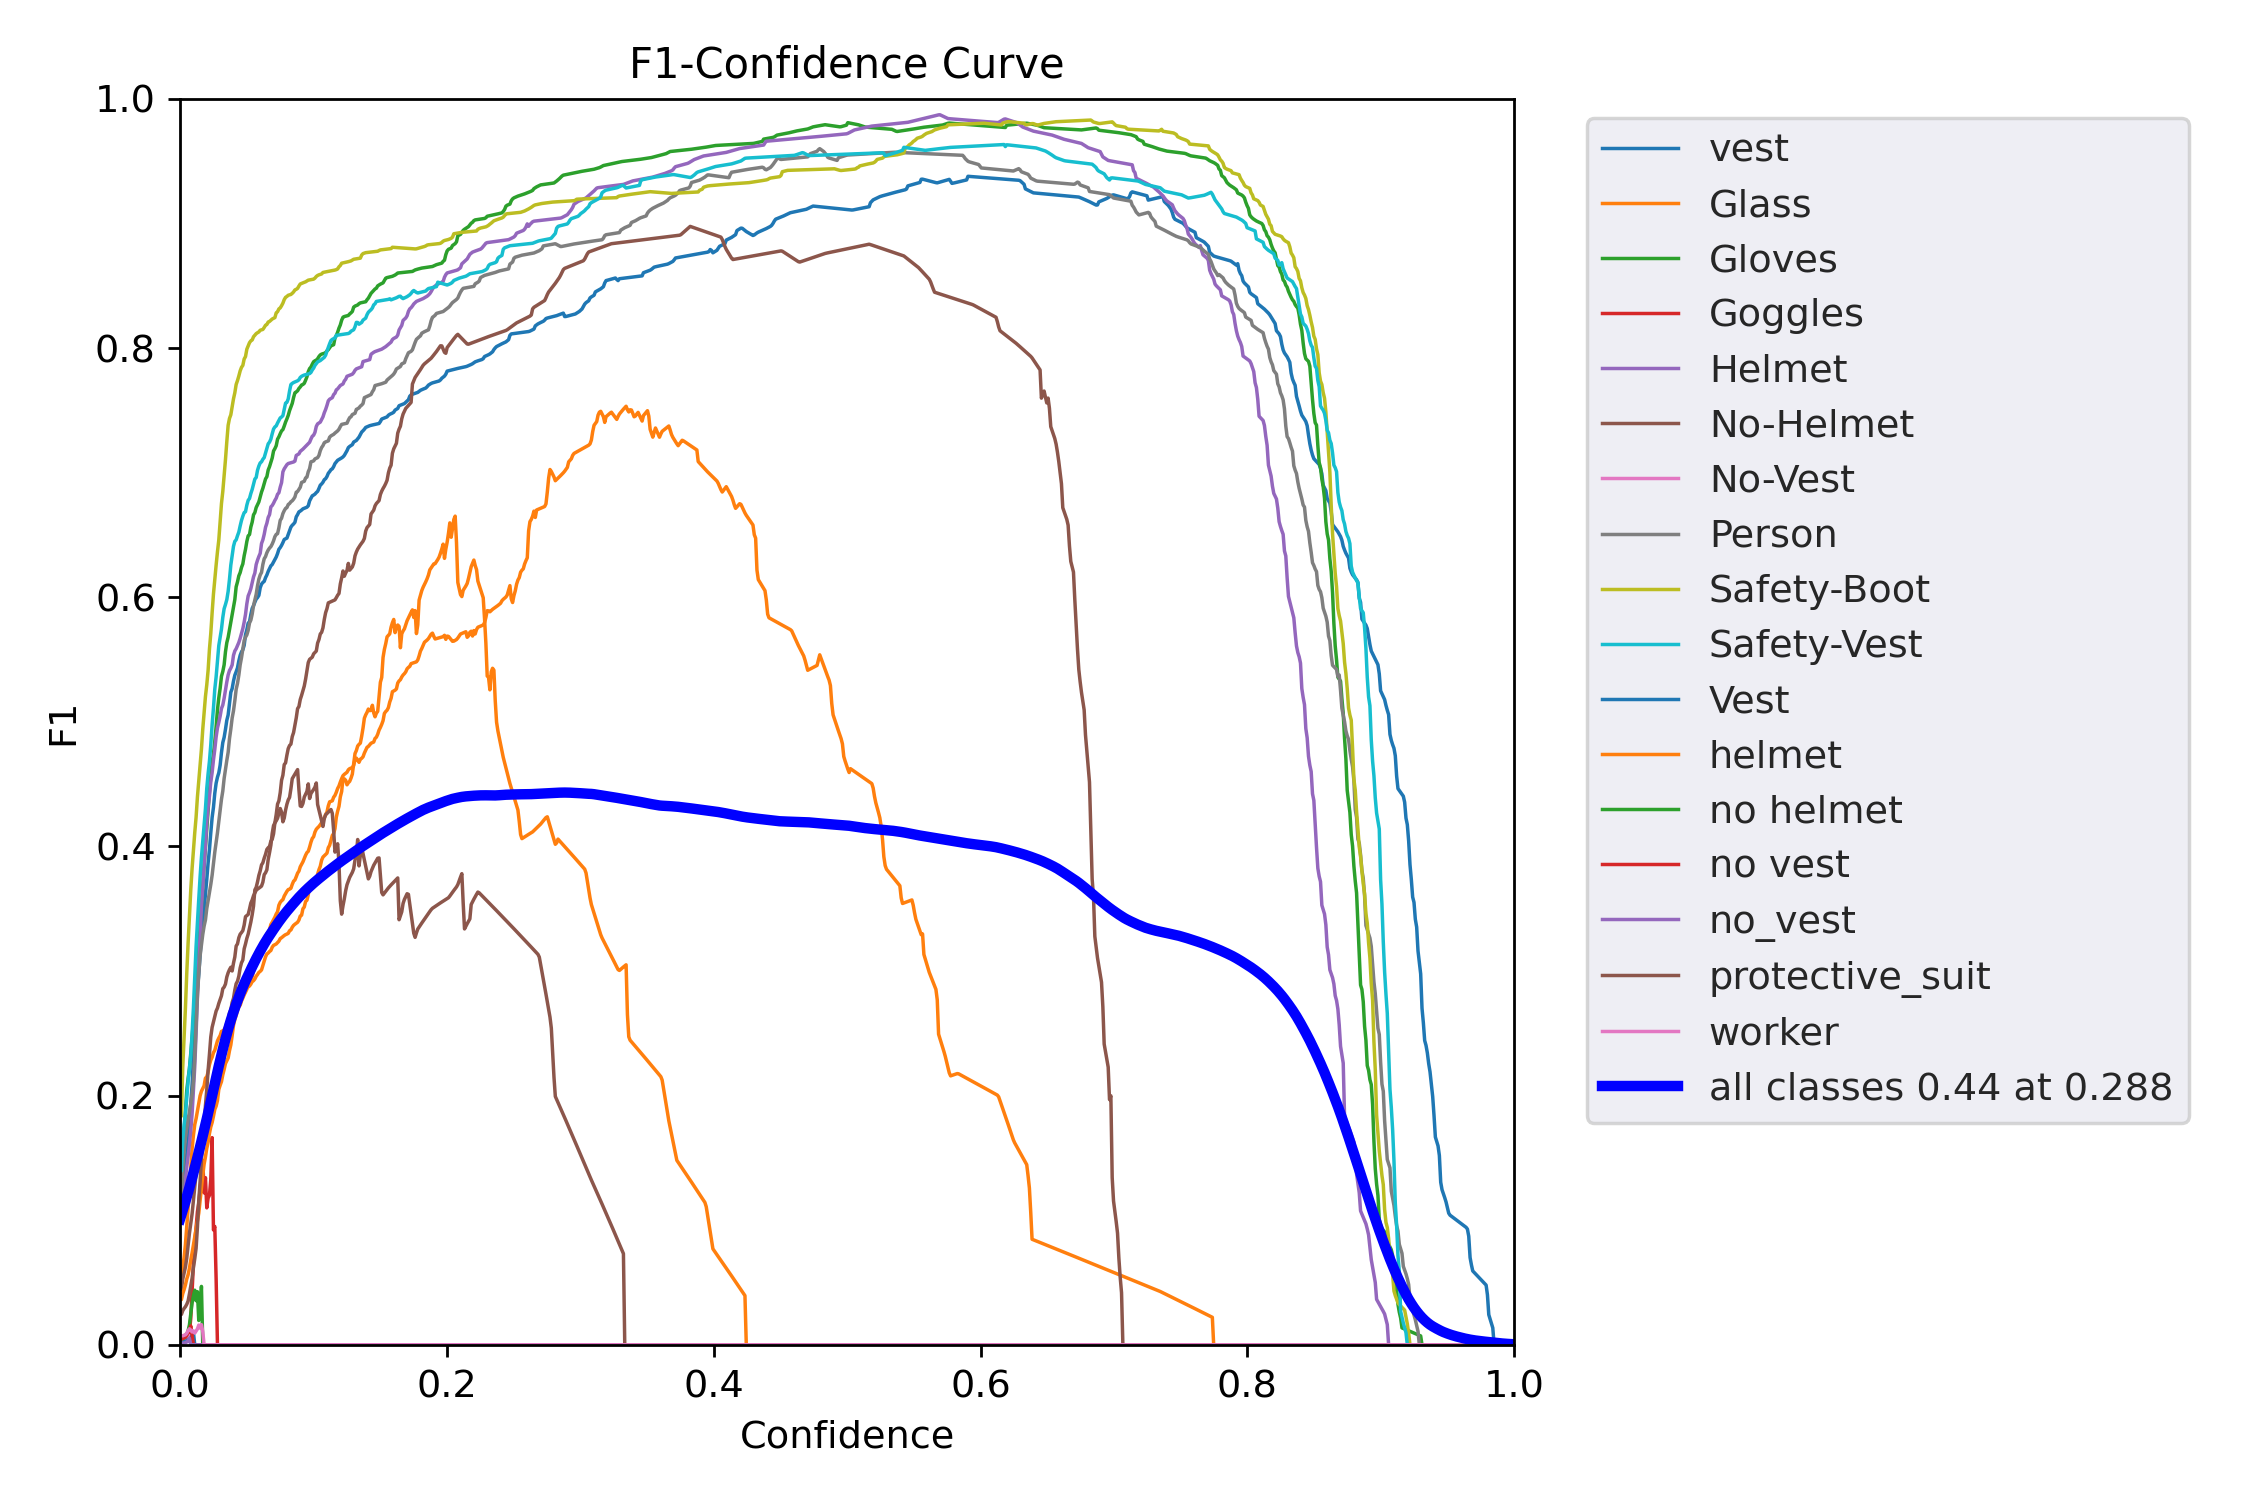 F1-Confidence Curve
1.0
0.8
0.6
0.4
0.2
0.0
F1
0.0 0.2 0.4 0.6 0.8 1.0
Confidence
vest
Glass
Gloves
Goggles
Helmet
No-Helmet
No-Vest
Person
Safety-Boot
Safety-Vest
Vest
helmet
no helmet
no vest
no_vest
protective_suit
worker
all classes 0.44 at 0.288